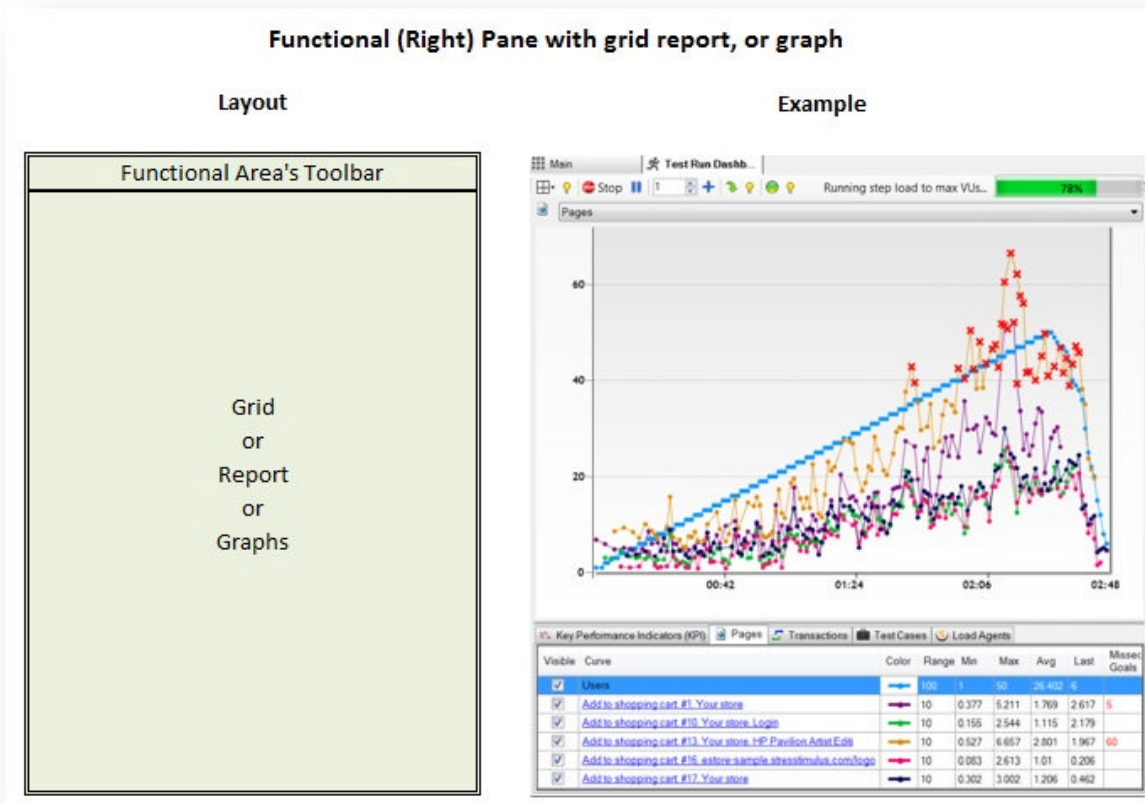 Functional (Right) Pane with grid report, or graph
Layout
Example
Functional Area's Toolbar
Grid
or
Report
or
Graphs
Main
Test Run Dashb...
Stop 1 Running step load to max VUs... 78%
Pages
60
40
20
0
00:42 01:24 02:06 02:48
Key Performance Indicators (KPI) Pages Transactions Test Cases Load Agents
Visible Curve Color Range Min Max Avg Last Missed Goals
Users 100 1 50 26.402 6
Add to shopping cart #1. Your store 10 0.377 5.211 1.769 2.617 5
Add to shopping cart #10. Your store. Login 10 0.155 2.544 1.115 2.179
Add to shopping cart #13. Your store. HP Pavilion Artist Editi 10 0.527 6.657 2.801 1.967 60
Add to shopping cart #16. estore-sample.stresstimulus.com/logo 10 0.083 2.613 1.01 0.206
Add to shopping cart #17. Your store 10 0.302 3.002 1.206 0.462